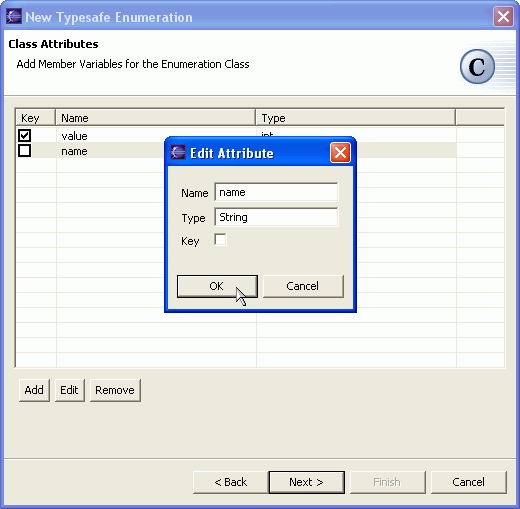 New Typesafe Enumeration
Class Attributes
Add Member Variables for the Enumeration Class
C
Key Name Type
value int
name
Edit Attribute
Name name
Type String
Key
OK Cancel
Add Edit Remove
< Back Next > Finish Cancel